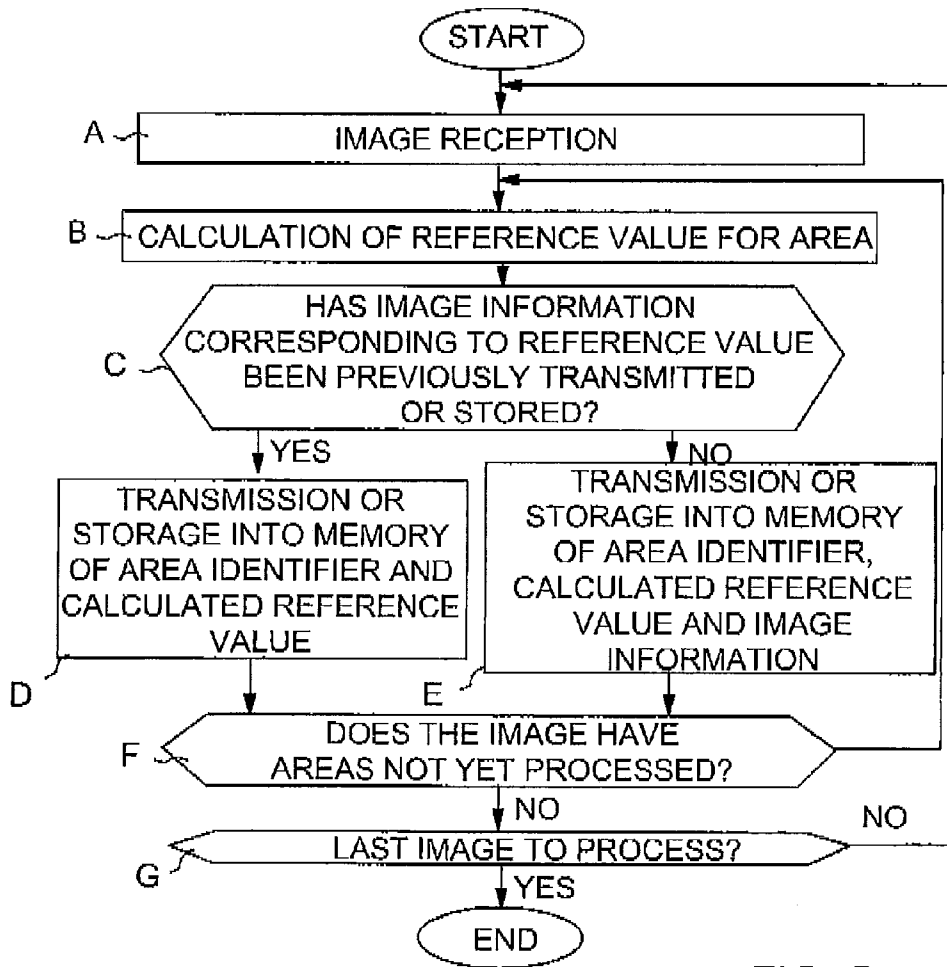 START
A
IMAGE RECEPTION
B
CALCULATION OF REFERENCE VALUE FOR AREA
HAS IMAGE INFORMATION
CORRESPONDING TO REFERENCE VALUE
BEEN PREVIOUSLY TRANSMITTED
OR STORED?
C
YES
NO
TRANSMISSION OR
STORAGE INTO MEMORY
OF AREA IDENTIFIER AND
CALCULATED REFERENCE
VALUE
D
TRANSMISSION OR
STORAGE INTO MEMORY
OF AREA IDENTIFIER,
CALCULATED REFERENCE
VALUE AND IMAGE
INFORMATION
E
DOES THE IMAGE HAVE
AREAS NOT YET PROCESSED?
F
NO
NO
LAST IMAGE TO PROCESS?
G
YES
END